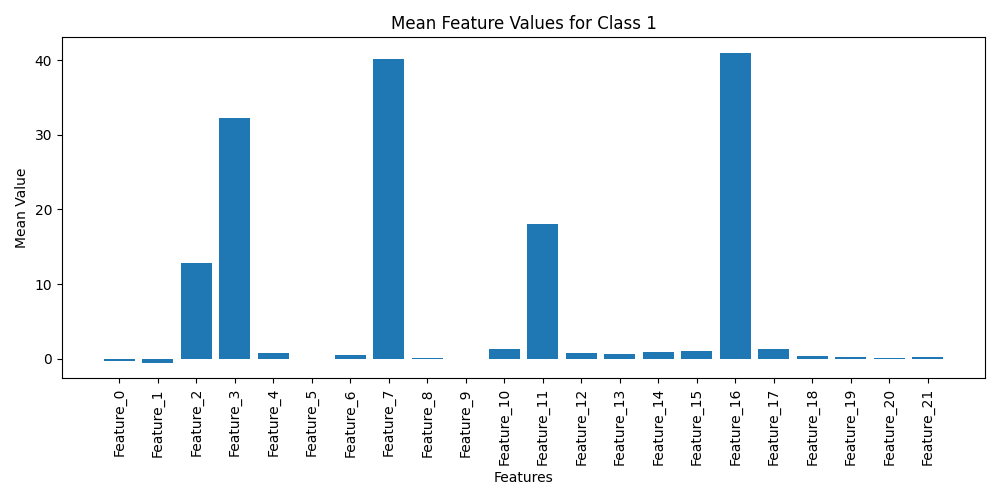 Mean Feature Values for Class 1
Mean Value
40
30
20
10
0
Feature_0
Feature_1
Feature_2
Feature_3
Feature_4
Feature_5
Feature_6
Feature_7
Feature_8
Feature_9
Feature_10
Feature_11
Feature_12
Feature_13
Feature_14
Feature_15
Feature_16
Feature_17
Feature_18
Feature_19
Feature_20
Feature_21
Features